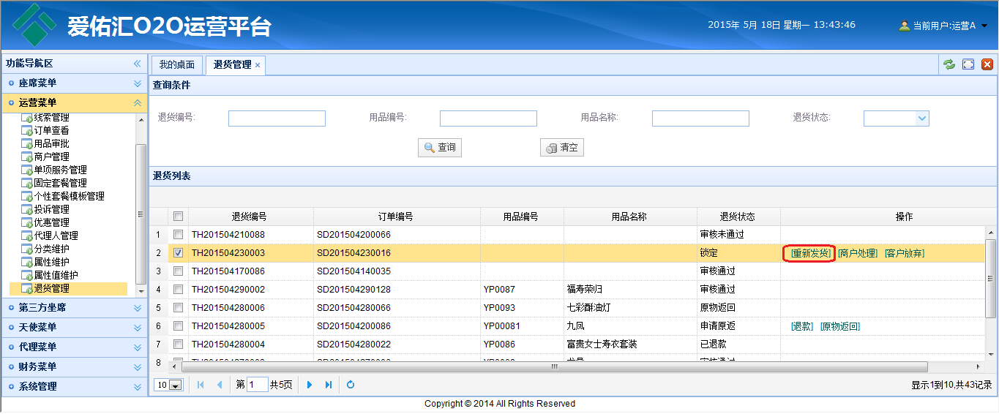 爱佑汇O2O运营平台
2015年 5月 18日 星期一 13:43:46
当前用户:运营A
功能导航区
座席菜单
运营菜单
线索管理
订单查看
用品审批
商户管理
单项服务管理
固定套餐管理
个性套餐模板管理
投诉管理
优惠管理
代理人管理
分类维护
属性维护
属性值维护
退货管理
第三方坐席
天使菜单
代理菜单
财务菜单
系统管理
我的桌面 退货管理
查询条件
退货编号: 用品编号: 用品名称: 退货状态:
查询 清空
退货列表
退货编号 订单编号 用品编号 用品名称 退货状态 操作
1 TH201504210088 SD201504200066 审核未通过
2 TH201504230003 SD201504230016 锁定 [重新发货] [商户处理] [客户放弃]
3 TH201504170086 SD201504140035 审核通过
4 TH201504290002 SD201504290128 YP0087 福寿荣归 审核通过
5 TH201504280006 SD201504280066 YP0093 七彩酥油灯 原物返回
6 TH201504280005 SD201504200086 YP00081 九凤 申请原返 [退款] [原物返回]
7 TH201504280004 SD201504280022 YP0086 富贵女士寿衣套装 已退款
8
10 第 1 共5页
显示1到10,共43记录
Copyright © 2014 All Rights Reserved